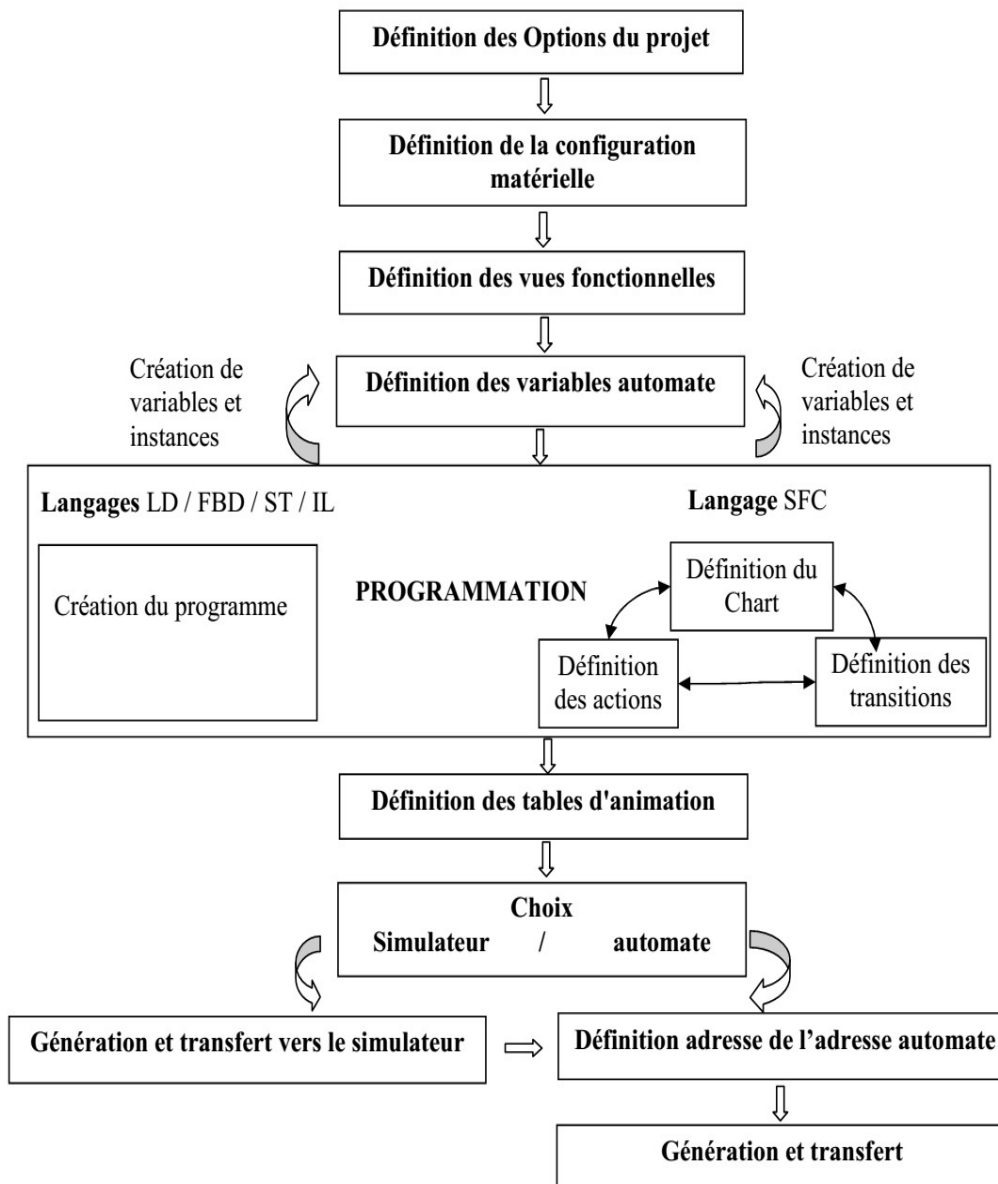 Définition des Options du projet
Définition de la configuration
matérielle
Définition des vues fonctionnelles
Création de
variables et
instances
Définition des variables automate
Création de
variables et
instances
Langages LD / FBD / ST / IL
Langage SFC
Création du programme
PROGRAMMATION
Définition du
Chart
Définition
des actions
Définition des
transitions
Définition des tables d'animation
Choix
Simulateur / automate
Génération et transfert vers le simulateur
Définition adresse de l’adresse automate
Génération et transfert